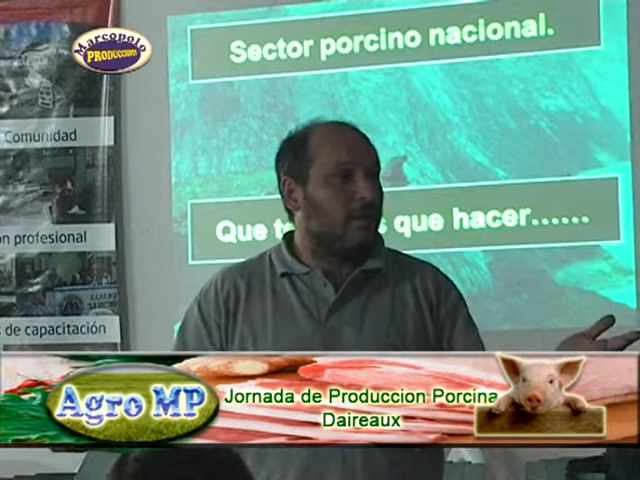 Marcopolo
PRODUCCIONES
Sector porcino nacional.
Comunidad
on profesional
Que te s que hacer......
s de capacitación
Agro MP
Jornada de Produccion Porcina
Daireaux